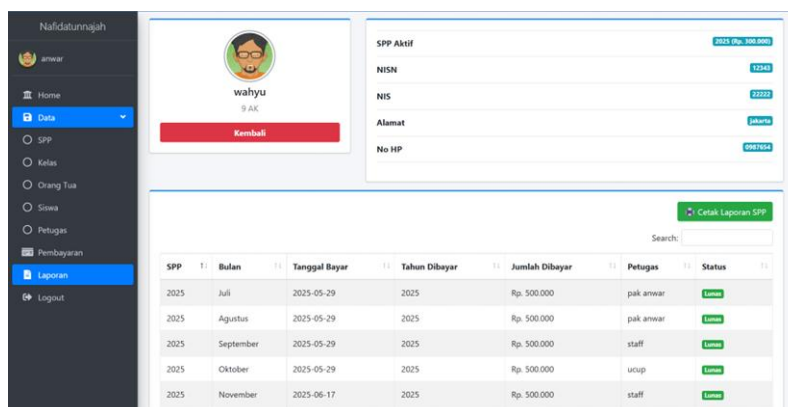 Nafidatunnajah
anwar
Home
Data
SPP
Kelas
Orang Tua
Siswa
Petugas
Pembayaran
Laporan
Logout
wahyu
9 AK
Kembali
SPP Aktif 2025 (Rp. 300.000)
NISN 12343
NIS 22222
Alamat Jakarta
No HP 0987654
Cetak Laporan SPP
Search:
SPP Bulan Tanggal Bayar Tahun Dibayar Jumlah Dibayar Petugas Status
2025 Juli 2025-05-29 2025 Rp. 500.000 pak anwar Lunas
2025 Agustus 2025-05-29 2025 Rp. 500.000 pak anwar Lunas
2025 September 2025-05-29 2025 Rp. 500.000 staff Lunas
2025 Oktober 2025-05-29 2025 Rp. 500.000 ucup Lunas
2025 November 2025-06-17 2025 Rp. 500.000 staff Lunas